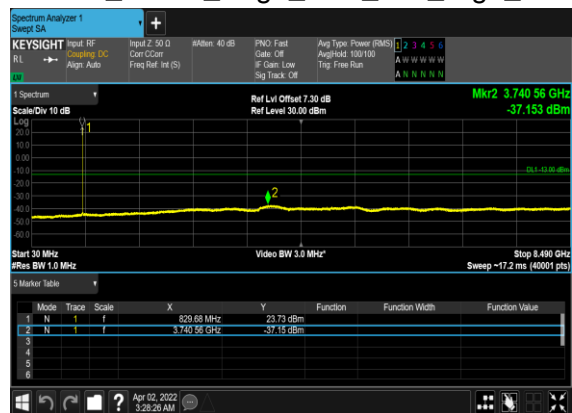 Spectrum Analyzer 1
Swept SA
+
KEYSIGHT Input: RF Input Z: 50 Ω #Atten: 40 dB PNO: Fast Avg Type: Power (RMS) 1 2 3 4 5 6
RL Coupling: DC Corr CCorr Gate: Off Avg|Hold: 100/100 A W W W W W
Align: Auto Freq Ref: Int (S) IF Gain: Low Trig: Free Run
Sig Track: Off A N N N N N
1 Spectrum Ref Lvl Offset 7.30 dB Mkr2 3.740 56 GHz
Scale/Div 10 dB Ref Level 30.00 dBm -37.153 dBm
Log
1
20.0
10.0
0.00
-10.0 DL1 -13.00 dBm
-20.0
-30.0 2
-40.0
-50.0
-60.0
Start 30 MHz Video BW 3.0 MHz* Stop 8.490 GHz
#Res BW 1.0 MHz Sweep ~17.2 ms (40001 pts)
5 Marker Table
Mode Trace Scale X Y Function Function Width Function Value
1 N 1 f 829.68 MHz 23.73 dBm
2 N 1 f 3.740 56 GHz -37.15 dBm
3
4
5
6
? Apr 02, 2022
3:28:26 AM